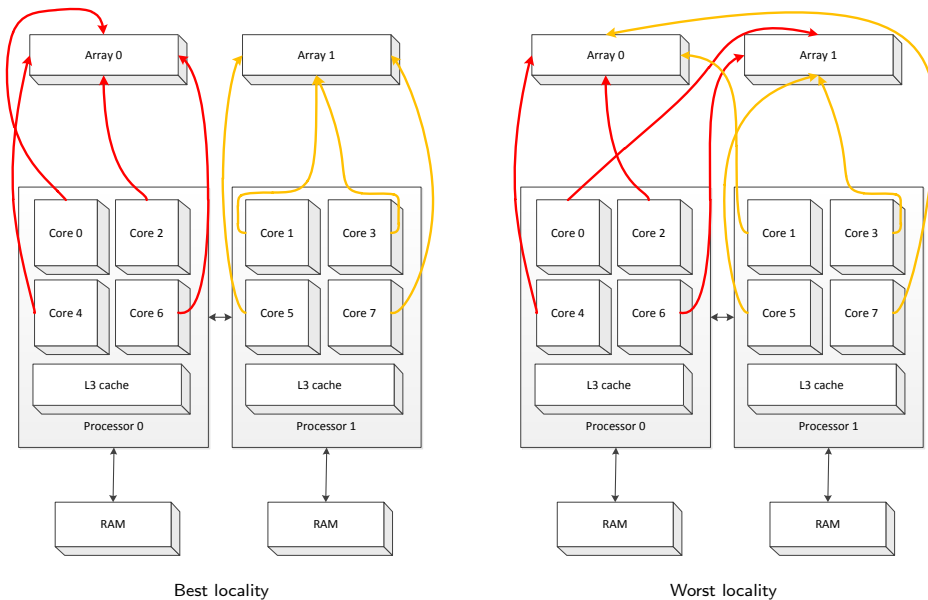 Array 0
Array 1
Core 0
Core 2
Core 1
Core 3
Core 4
Core 6
Core 5
Core 7
L3 cache
L3 cache
Processor 0
Processor 1
RAM
RAM
Best locality
Array 0
Array 1
Core 0
Core 2
Core 1
Core 3
Core 4
Core 6
Core 5
Core 7
L3 cache
L3 cache
Processor 0
Processor 1
RAM
RAM
Worst locality